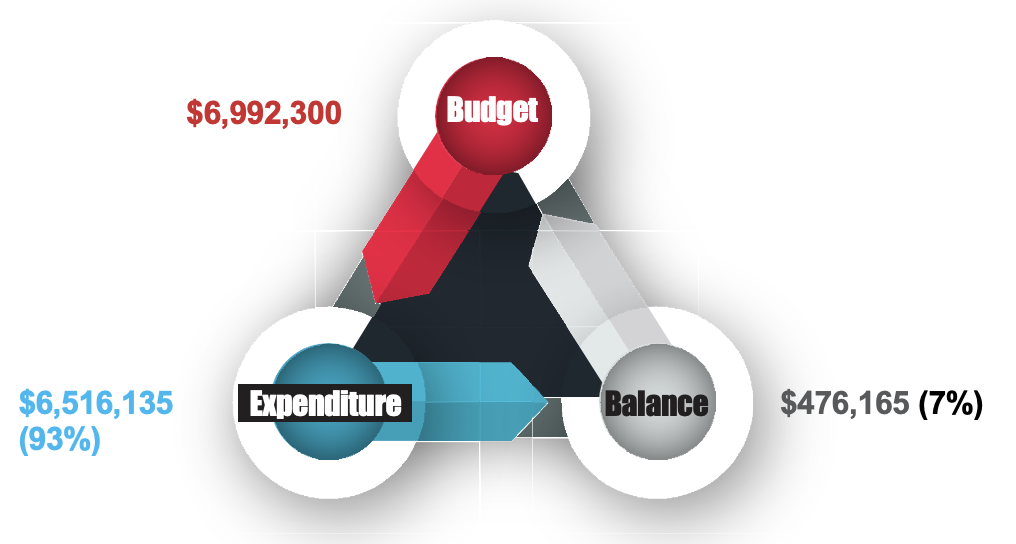 Budget
$6,992,300
Expenditure
$6,516,135
(93%)
Balance
$476,165 (7%)